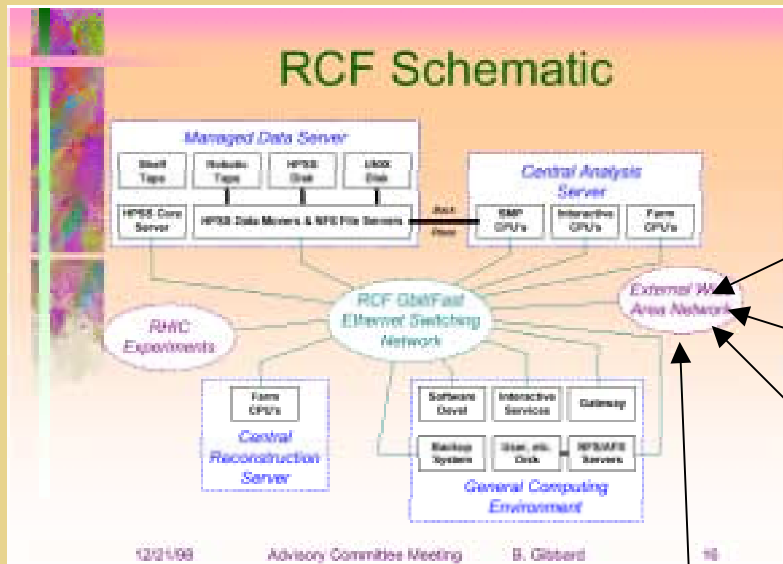 RCF Schematic
Managed Data Server
Shelf Tape
Robotic Tape
HPSS Disk
UNIX Disk
HPSS Core Server
HPSS Data Movers & NFS File Servers
Central Analysis
Server
SMP CPU's
Interactive CPU's
Farm CPU's
RHIC
Experiments
RCF Gbit/Fast
Ethernet Switching
Network
External
Area Network
Farm CPU's
Central
Reconstruction
Server
Software Devel
Interactive Services
Gateway
Backup System
User, etc. Disk
NFS/AFS Servers
General Computing
Environment
12/21/98 Advisory Committee Meeting B. Gibbard 16